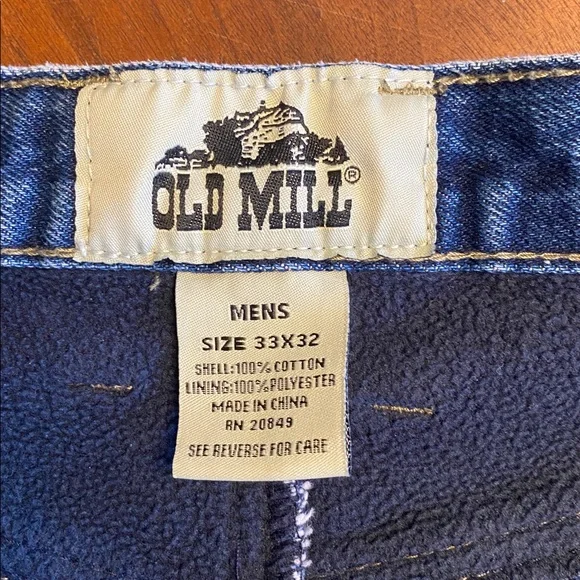 OLD MILL®
MENS
SIZE 33X32
SHELL:100% COTTON
LINING:100% POLYESTER
MADE IN CHINA
RN 20849
SEE REVERSE FOR CARE